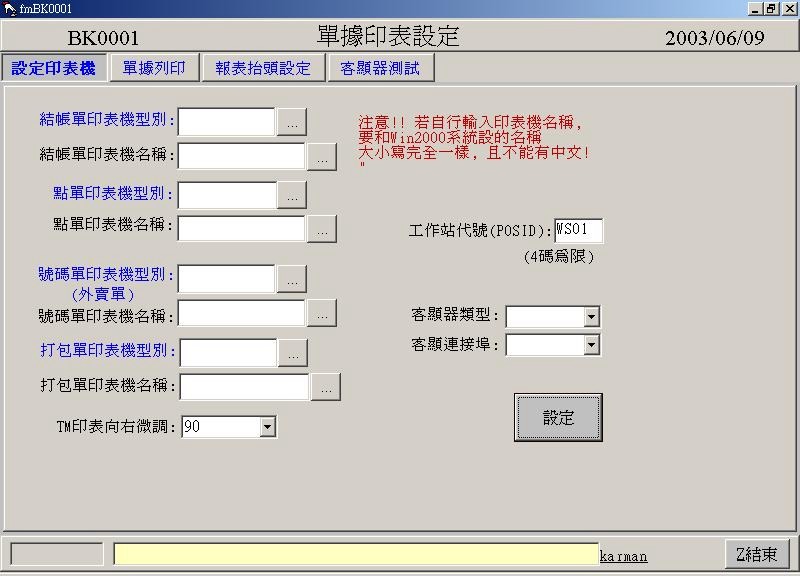 fmBK0001
BK0001 單據印表設定 2003/06/09
設定印表機 單據列印 報表抬頭設定 客顯器測試
結帳單印表機型別: ...
結帳單印表機名稱: ...
注意!! 若自行輸入印表機名稱,
要和Win2000系統設的名稱
大小寫完全一樣, 且不能有中文!
"
點單印表機型別: ...
點單印表機名稱: ...
工作站代號(POSID): WS01
(4碼為限)
號碼單印表機型別: ...
(外賣單)
號碼單印表機名稱: ...
客顯器類型:
客顯連接埠:
打包單印表機型別: ...
打包單印表機名稱: ...
TM印表向右微調: 90
設定
karman
Z結束